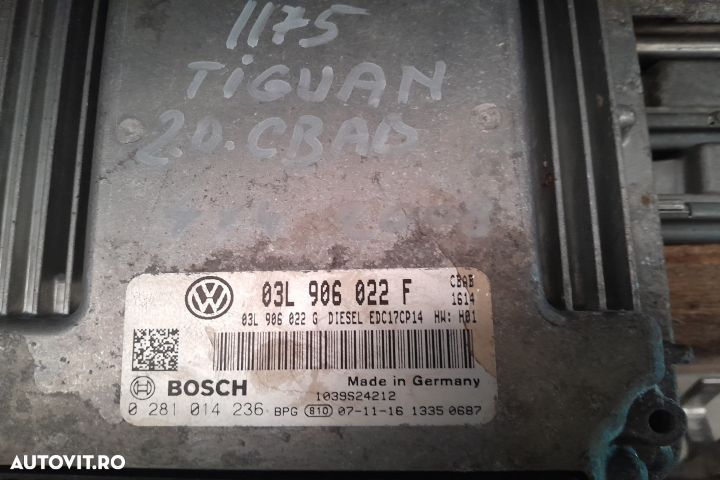 1175
TiGUAN
2.0. CBAB
03L 906 022 F
CBAB
1614
03L 906 022 G DIESEL EDC17CP14 HW: H01
BOSCH
Made in Germany
1039S24212
0 281 014 236 BPG 810 07-11-16 1335 0687
AUTOVIT.RO